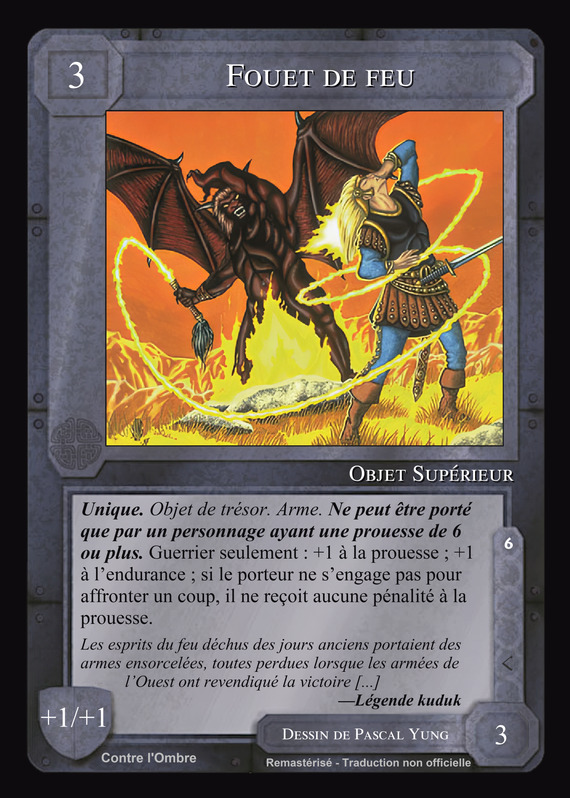 3
Fouet de feu
Objet Supérieur
Unique. Objet de trésor. Arme. Ne peut être porté
que par un personnage ayant une prouesse de 6
ou plus. Guerrier seulement : +1 à la prouesse ; +1
à l'endurance ; si le porteur ne s'engage pas pour
affronter un coup, il ne reçoit aucune pénalité à la
prouesse.
6
Les esprits du feu déchus des jours anciens portaient des
armes ensorcelées, toutes perdues lorsque les armées de
l'Ouest ont revendiqué la victoire [...]
—Légende kuduk
+1/+1
Dessin de Pascal Yung
3
Contre l'Ombre
Remastérisé - Traduction non officielle